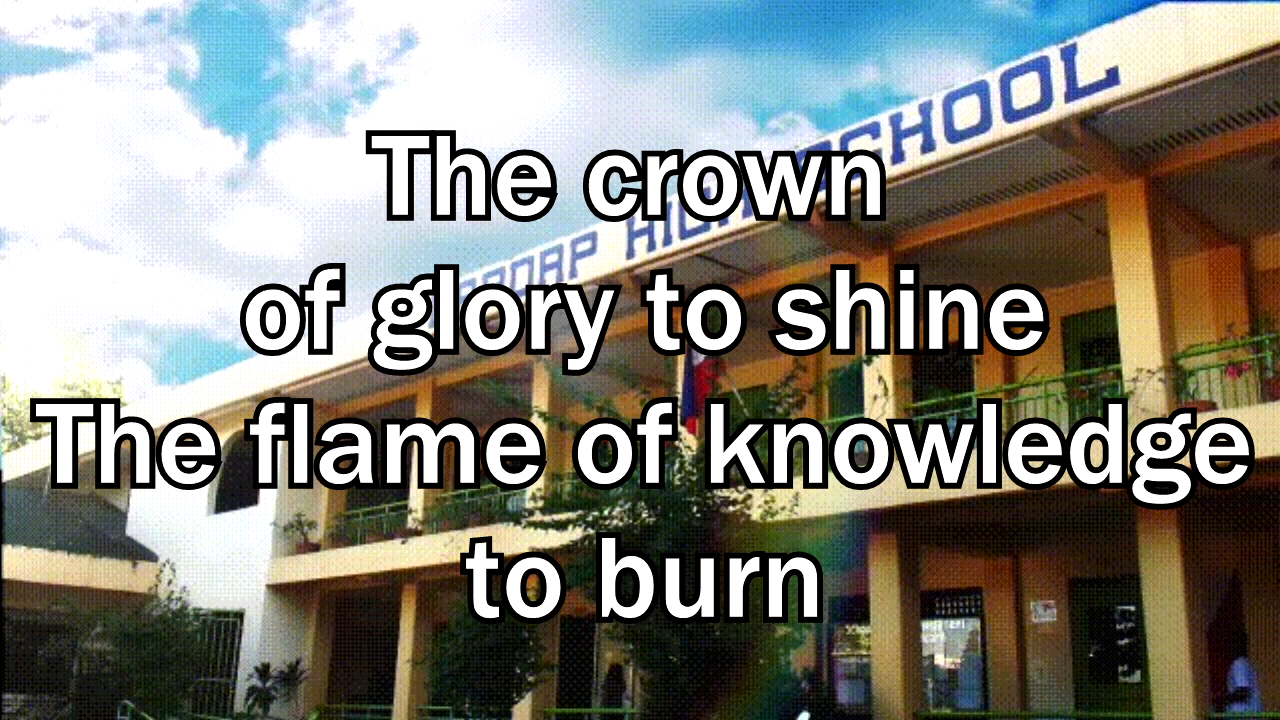 The crown
of glory to shine
The flame of knowledge
to burn
HIGH SCHOOL